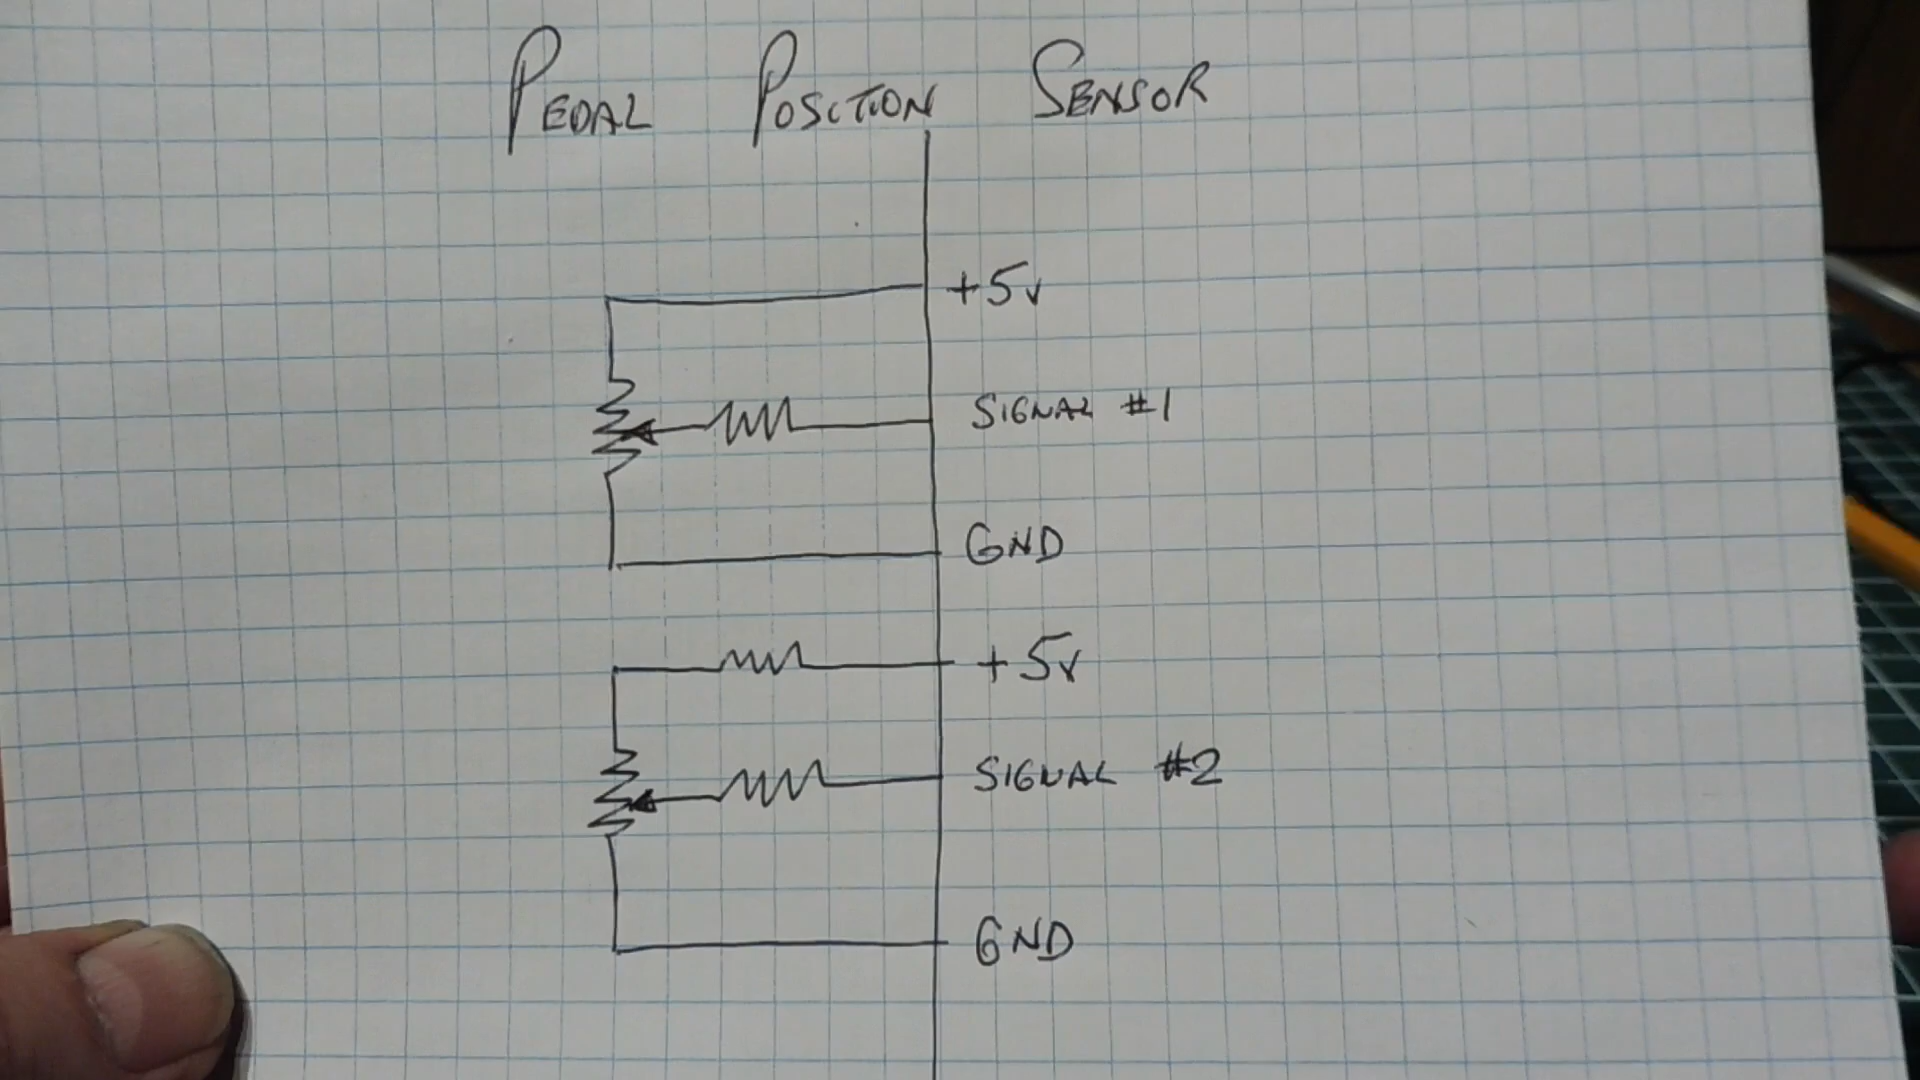 PEDAL POSITION SENSOR
+5v
SIGNAL #1
GND
+5v
SIGNAL #2
GND